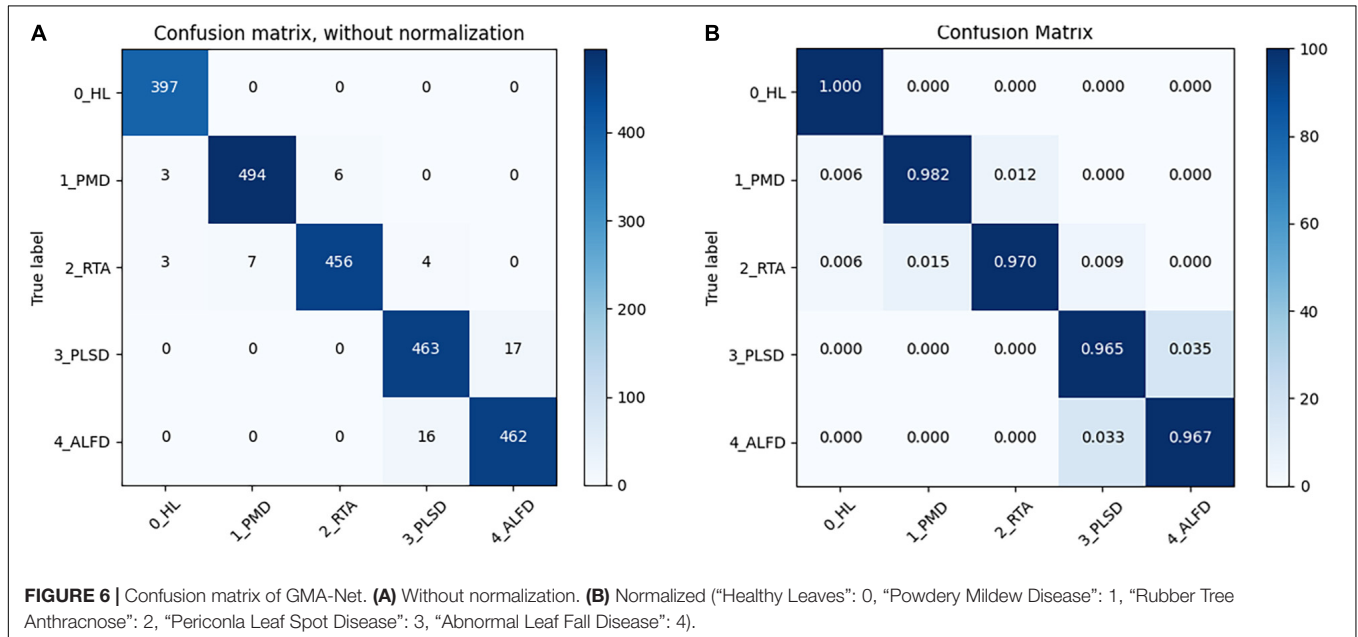 A
Confusion matrix, without normalization
0_HL 397 0 0 0 0
1_PMD 3 494 6 0 0
2_RTA 3 7 456 4 0
3_PLSD 0 0 0 463 17
4_ALFD 0 0 0 16 462
True label
0_HL 1_PMD 2_RTA 3_PLSD 4_ALFD
400
300
200
100
0
B
Confusion Matrix
0_HL 1.000 0.000 0.000 0.000 0.000
1_PMD 0.006 0.982 0.012 0.000 0.000
2_RTA 0.006 0.015 0.970 0.009 0.000
3_PLSD 0.000 0.000 0.000 0.965 0.035
4_ALFD 0.000 0.000 0.000 0.033 0.967
True label
0_HL 1_PMD 2_RTA 3_PLSD 4_ALFD
100
80
60
40
20
0
FIGURE 6 | Confusion matrix of GMA-Net. (A) Without normalization. (B) Normalized (“Healthy Leaves”: 0, “Powdery Mildew Disease”: 1, “Rubber Tree
Anthracnose”: 2, “Periconla Leaf Spot Disease”: 3, “Abnormal Leaf Fall Disease”: 4).